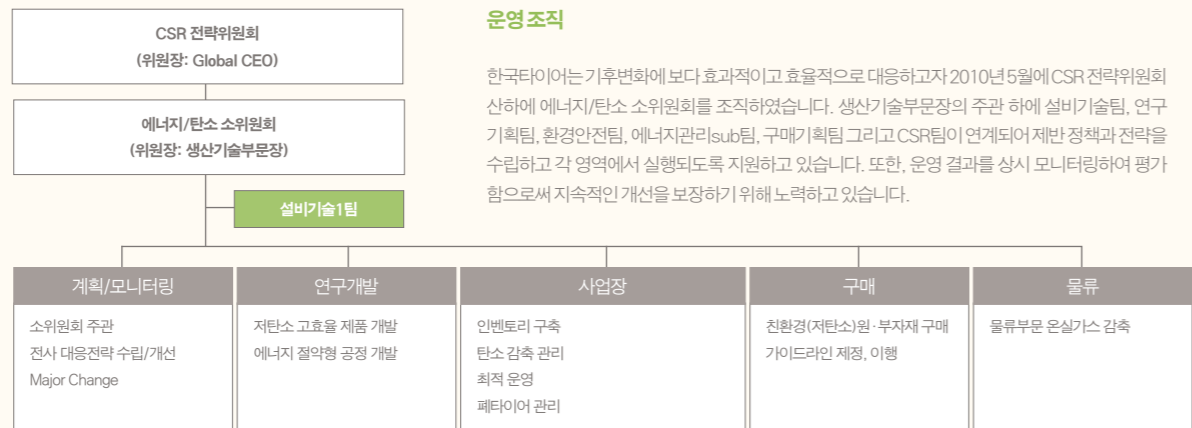 CSR 전략위원회
(위원장: Global CEO)
에너지/탄소 소위원회
(위원장: 생산기술부문장)
설비기술1팀
운영 조직
한국타이어는 기후변화에 보다 효과적이고 효율적으로 대응하고자 2010년 5월에 CSR 전략위원회
산하에 에너지/탄소 소위원회를 조직하였습니다. 생산기술부문장의 주관 하에 설비기술팀, 연구
기획팀, 환경안전팀, 에너지관리sub팀, 구매기획팀 그리고 CSR팀이 연계되어 제반 정책과 전략을
수립하고 각 영역에서 실행되도록 지원하고 있습니다. 또한, 운영 결과를 상시 모니터링하여 평가
함으로써 지속적인 개선을 보장하기 위해 노력하고 있습니다.
계획/모니터링
소위원회 주관
전사 대응전략 수립/개선
Major Change
연구개발
저탄소 고효율 제품 개발
에너지 절약형 공정 개발
사업장
인벤토리 구축
탄소 감축 관리
최적 운영
폐타이어 관리
구매
친환경(저탄소)원·부자재 구매
가이드라인 제정, 이행
물류
물류부문 온실가스 감축